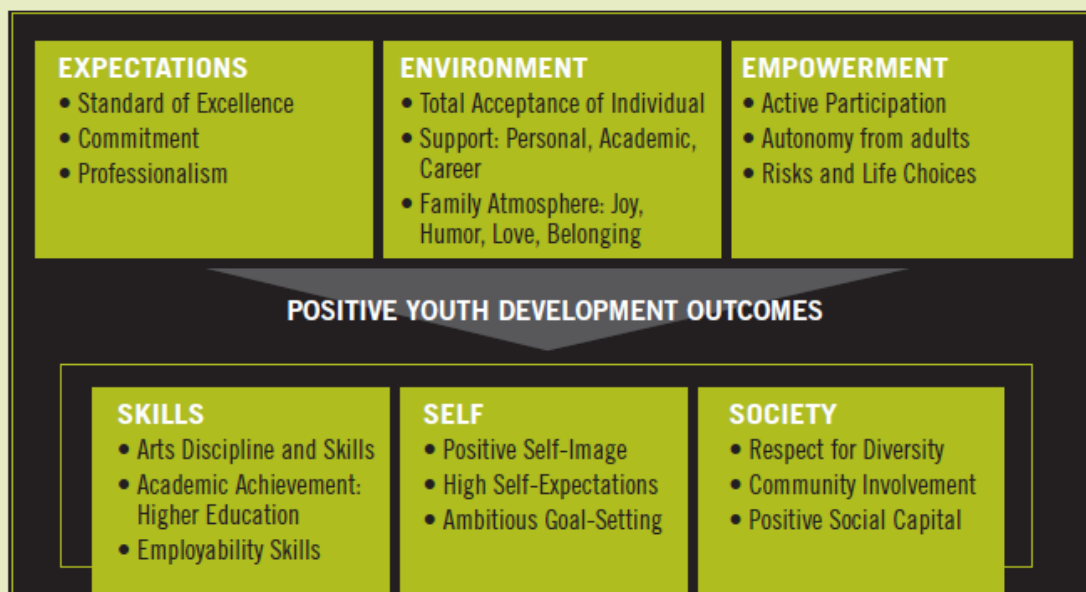 EXPECTATIONS
• Standard of Excellence
• Commitment
• Professionalism
ENVIRONMENT
• Total Acceptance of Individual
• Support: Personal, Academic,
Career
• Family Atmosphere: Joy,
Humor, Love, Belonging
EMPOWERMENT
• Active Participation
• Autonomy from adults
• Risks and Life Choices
POSITIVE YOUTH DEVELOPMENT OUTCOMES
SKILLS
• Arts Discipline and Skills
• Academic Achievement:
Higher Education
• Employability Skills
SELF
• Positive Self-Image
• High Self-Expectations
• Ambitious Goal-Setting
SOCIETY
• Respect for Diversity
• Community Involvement
• Positive Social Capital